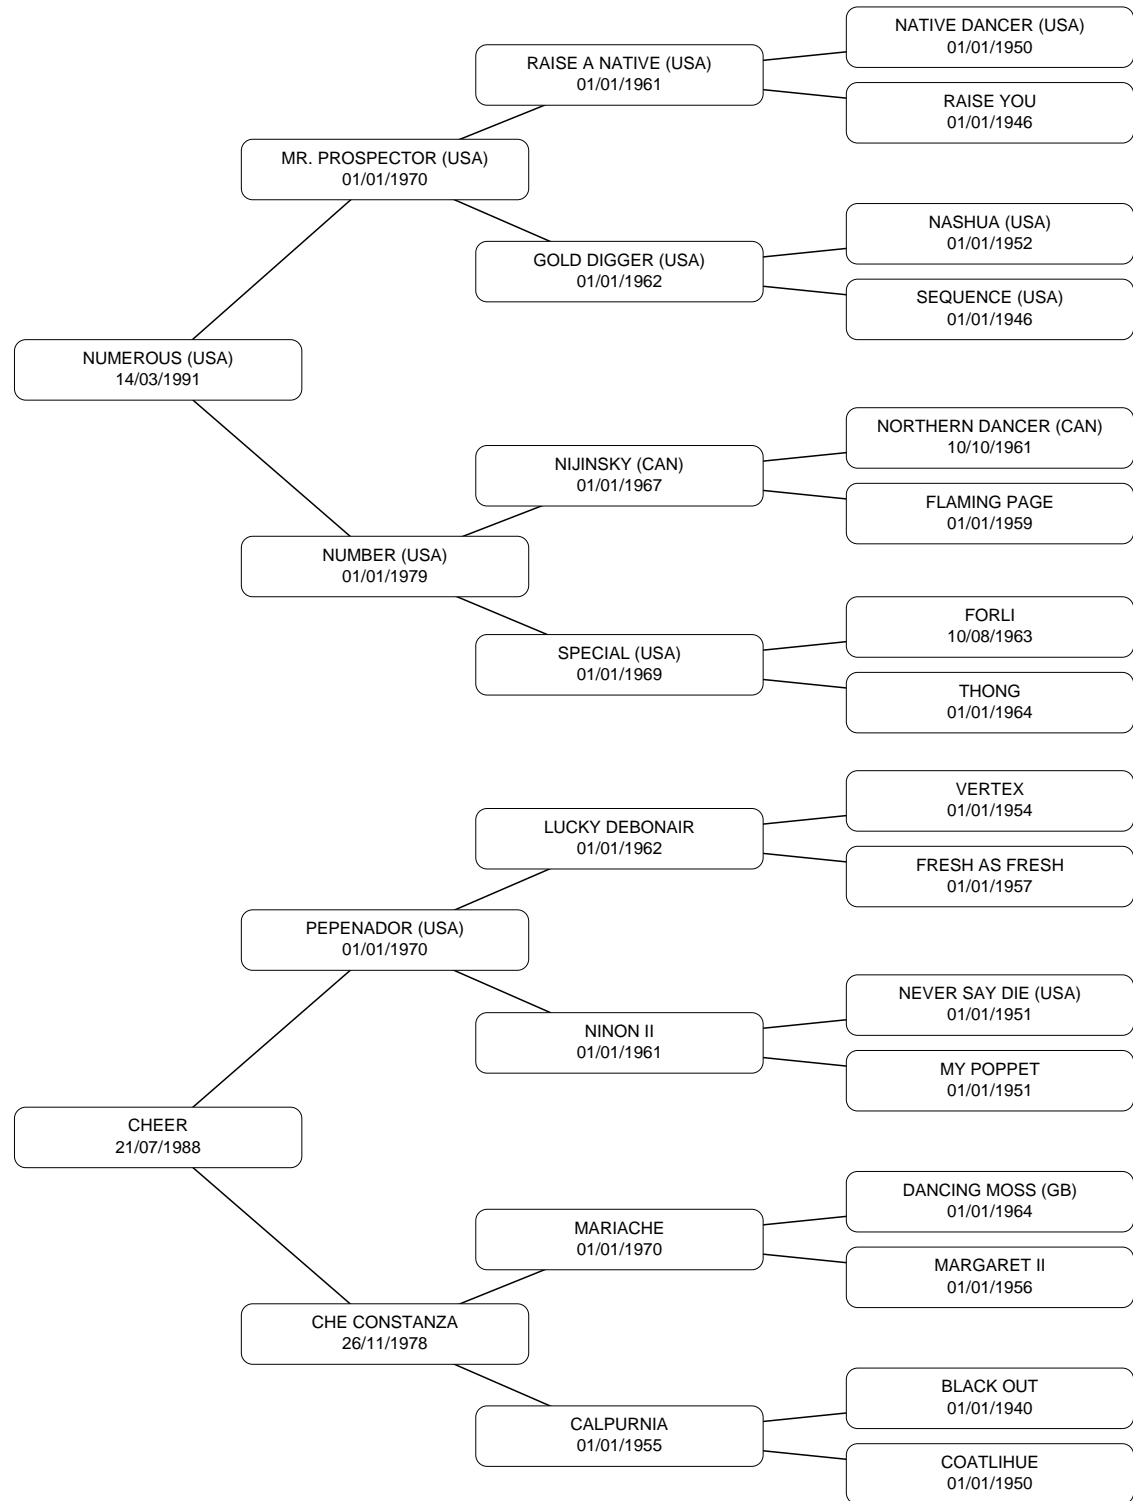 NATIVE DANCER (USA)
01/01/1950
RAISE A NATIVE (USA)
01/01/1961
RAISE YOU
01/01/1946
MR. PROSPECTOR (USA)
01/01/1970
NASHUA (USA)
01/01/1952
GOLD DIGGER (USA)
01/01/1962
SEQUENCE (USA)
01/01/1946
NUMEROUS (USA)
14/03/1991
NORTHERN DANCER (CAN)
10/10/1961
NIJINSKY (CAN)
01/01/1967
FLAMING PAGE
01/01/1959
NUMBER (USA)
01/01/1979
FORLI
10/08/1963
SPECIAL (USA)
01/01/1969
THONG
01/01/1964
VERTEX
01/01/1954
LUCKY DEBONAIR
01/01/1962
FRESH AS FRESH
01/01/1957
PEPENADOR (USA)
01/01/1970
NEVER SAY DIE (USA)
01/01/1951
NINON II
01/01/1961
MY POPPET
01/01/1951
CHEER
21/07/1988
DANCING MOSS (GB)
01/01/1964
MARIACHE
01/01/1970
MARGARET II
01/01/1956
CHE CONSTANZA
26/11/1978
BLACK OUT
01/01/1940
CALPURNIA
01/01/1955
COATLIHUE
01/01/1950